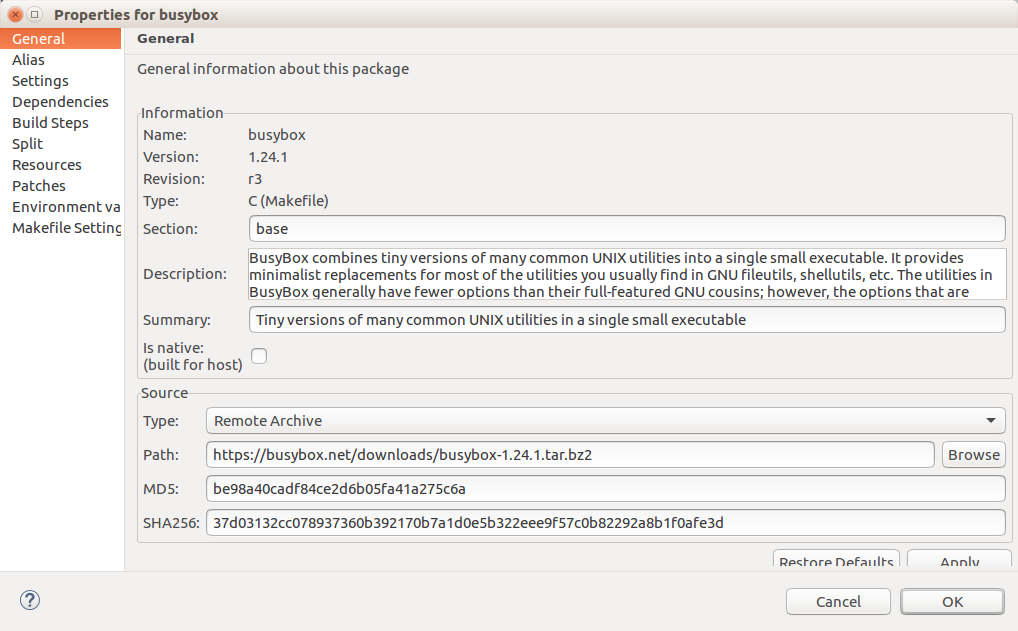 Properties for busybox
General
Alias
Settings
Dependencies
Build Steps
Split
Resources
Patches
Environment va
Makefile Setting
General
General information about this package
Information
Name: busybox
Version: 1.24.1
Revision: r3
Type: C (Makefile)
Section: base
Description: BusyBox combines tiny versions of many common UNIX utilities into a single small executable. It provides
minimalist replacements for most of the utilities you usually find in GNU fileutils, shellutils, etc. The utilities in
BusyBox generally have fewer options than their full-featured GNU cousins; however, the options that are
Summary: Tiny versions of many common UNIX utilities in a single small executable
Is native:
(built for host)
Source
Type: Remote Archive
Path: https://busybox.net/downloads/busybox-1.24.1.tar.bz2 Browse
MD5: be98a40cadf84ce2d6b05fa41a275c6a
SHA256: 37d03132cc078937360b392170b7a1d0e5b322eee9f57c0b82292a8b1f0afe3d
Restore Defaults Apply
? Cancel OK